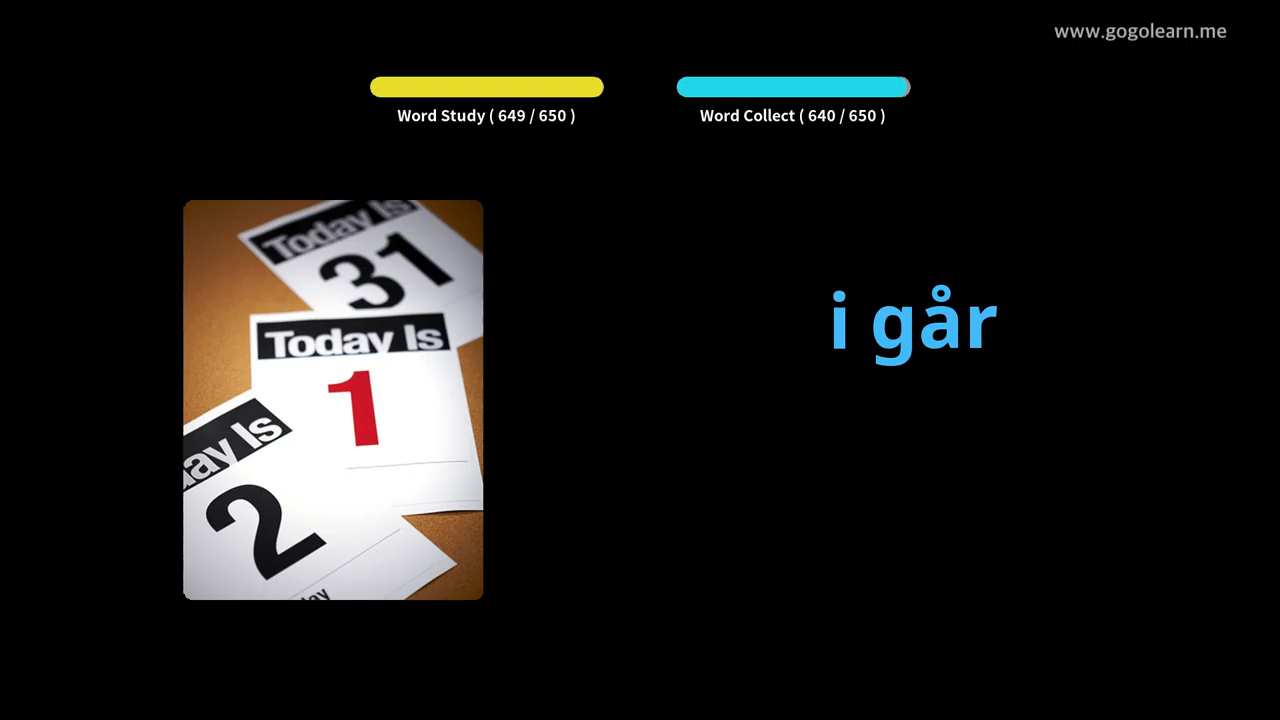 www.gogolearn.me
Word Study ( 649 / 650 )
Word Collect ( 640 / 650 )
Today Is
31
Today Is
1
ay Is
2
i går